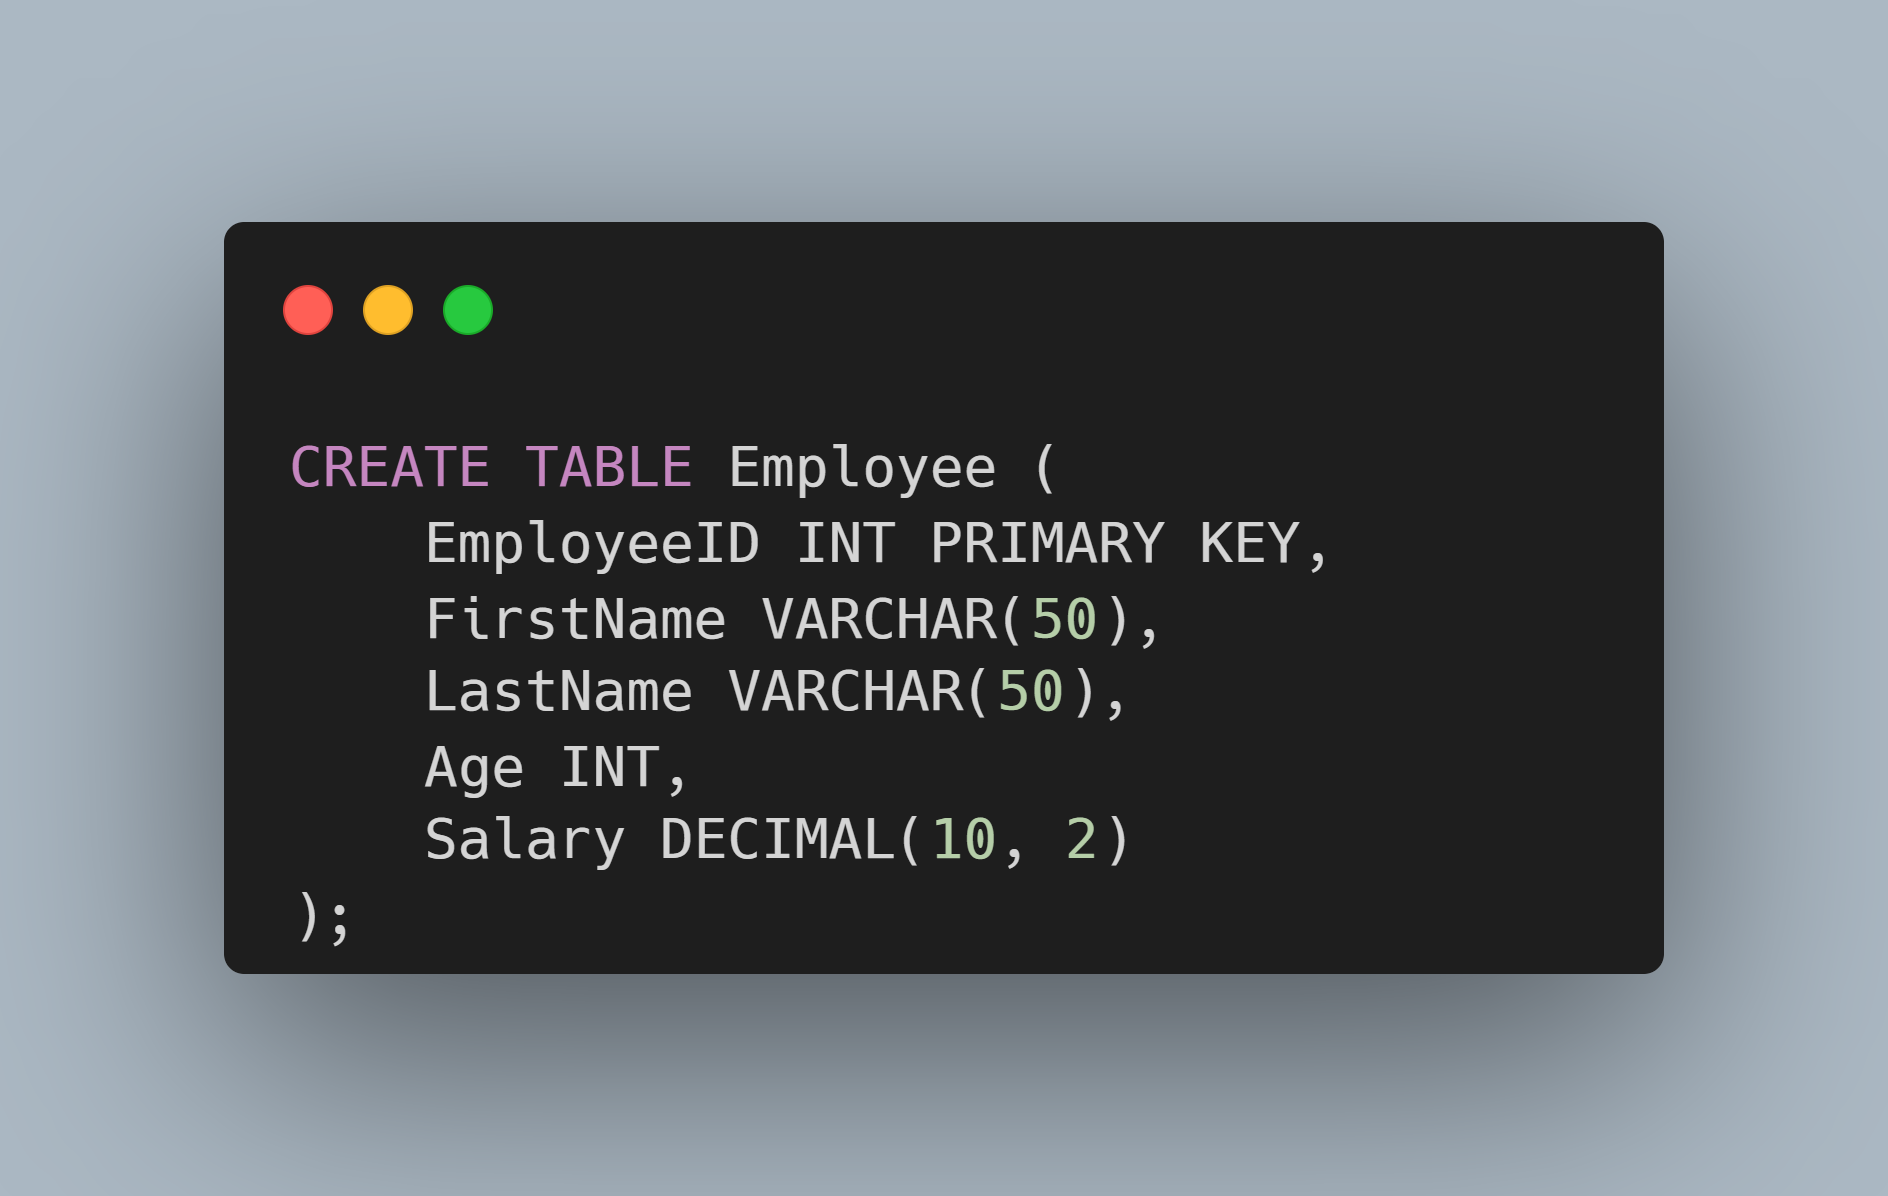 CREATE TABLE Employee (
    EmployeeID INT PRIMARY KEY,
    FirstName VARCHAR(50),
    LastName VARCHAR(50),
    Age INT,
    Salary DECIMAL(10, 2)
);